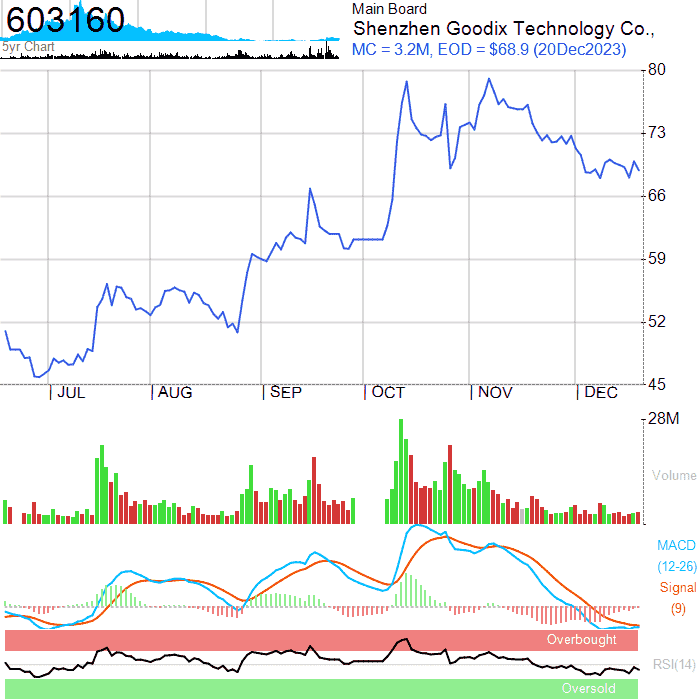 603160
5yr Chart
Main Board
Shenzhen Goodix Technology Co.,
MC = 3.2M, EOD = $68.9 (20Dec2023)
80
73
66
59
52
45
JUL AUG SEP OCT NOV DEC
28M
Volume
MACD
(12-26)
Signal
(9)
Overbought
RSI(14)
Oversold